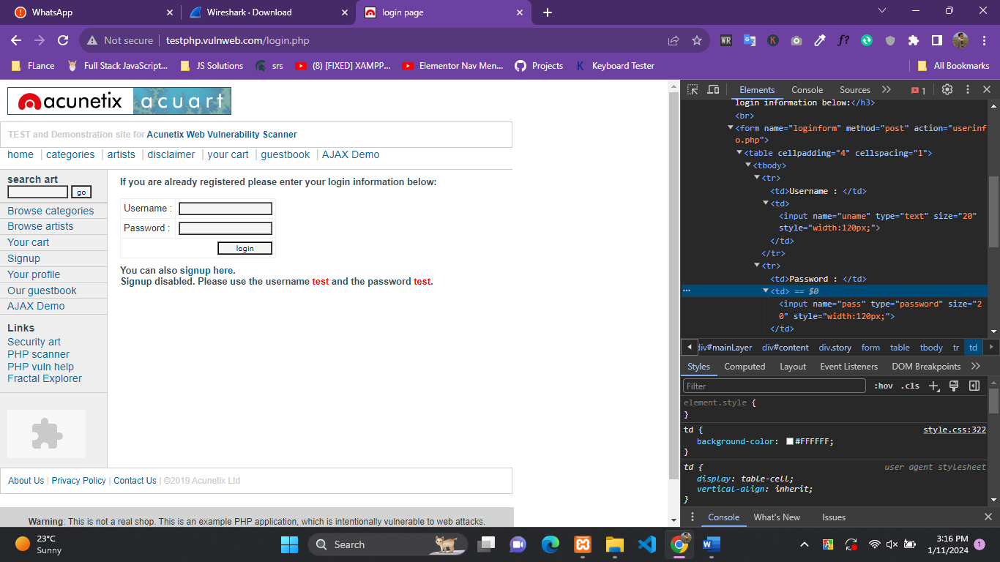 WhatsApp
Wireshark · Download
login page
Not secure
testphp.vulnweb.com/login.php
WR
K
f?
FLance
Full Stack JavaScript...
JS Solutions
srs
(8) [FIXED] XAMPP...
Elementor Nav Men...
Projects
K
Keyboard Tester
All Bookmarks
acunetix
acuart
TEST and Demonstration site for Acunetix Web Vulnerability Scanner
home | categories | artists | disclaimer | your cart | guestbook | AJAX Demo
search art
go
Browse categories
Browse artists
Your cart
Signup
Your profile
Our guestbook
AJAX Demo
Links
Security art
PHP scanner
PHP vuln help
Fractal Explorer
If you are already registered please enter your login information below:
Username :
Password :
login
You can also signup here.
Signup disabled. Please use the username test and the password test.
About Us | Privacy Policy | Contact Us | ©2019 Acunetix Ltd
Warning: This is not a real shop. This is an example PHP application, which is intentionally vulnerable to web attacks.
Elements
Console
Sources
1
login information below:</h3>
<br>
<form name="loginform" method="post" action="userinf
o.php">
<table cellpadding="4" cellspacing="1">
<tbody>
<tr>
<td>Username : </td>
<td>
<input name="uname" type="text" size="20"
style="width:120px;">
</td>
</tr>
<tr>
<td>Password : </td>
<td> == $0
<input name="pass" type="password" size="2
0" style="width:120px;">
</td>
div#mainLayer
div#content
div.story
form
table
tbody
tr
td
Styles
Computed
Layout
Event Listeners
DOM Breakpoints
Filter
:hov
.cls
element.style {
}
td {
style.css:322
background-color: #FFFFFF;
}
td {
user agent stylesheet
display: table-cell;
vertical-align: inherit;
}
Console
What's New
Issues
23°C
Sunny
Search
3:16 PM
1/11/2024
1